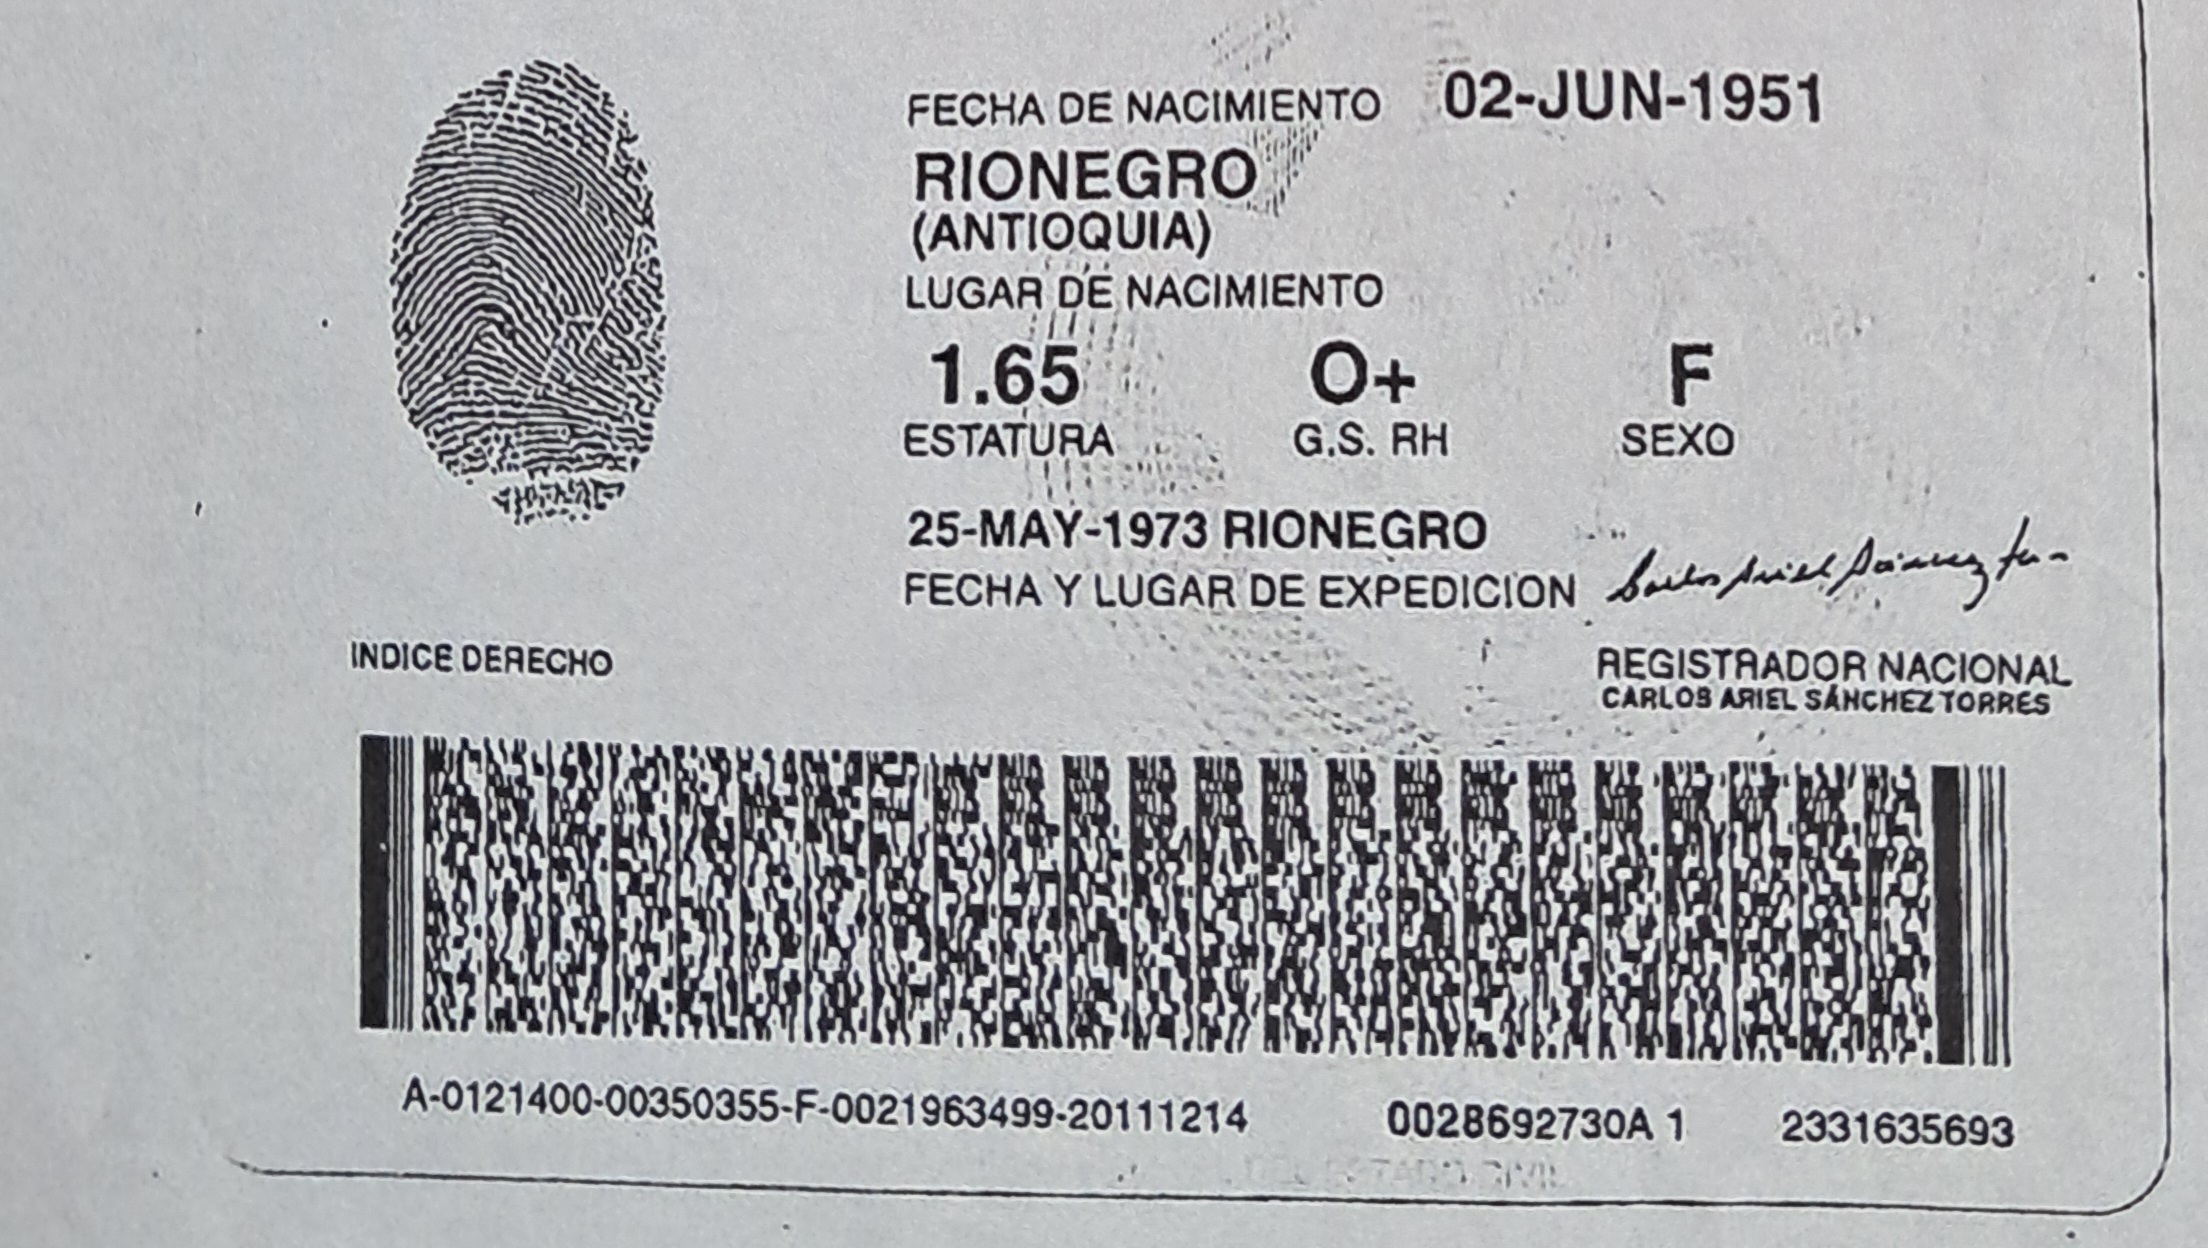 FECHA DE NACIMIENTO 02-JUN-1951
RIONEGRO
(ANTIOQUIA)
LUGAR DE NACIMIENTO
1.65 O+ F
ESTATURA G.S. RH SEXO
25-MAY-1973 RIONEGRO
FECHA Y LUGAR DE EXPEDICION
INDICE DERECHO
REGISTRADOR NACIONAL
CARLOS ARIEL SÁNCHEZ TORRES
A-0121400-00350355-F-0021963499-20111214 0028692730A 1 2331635693